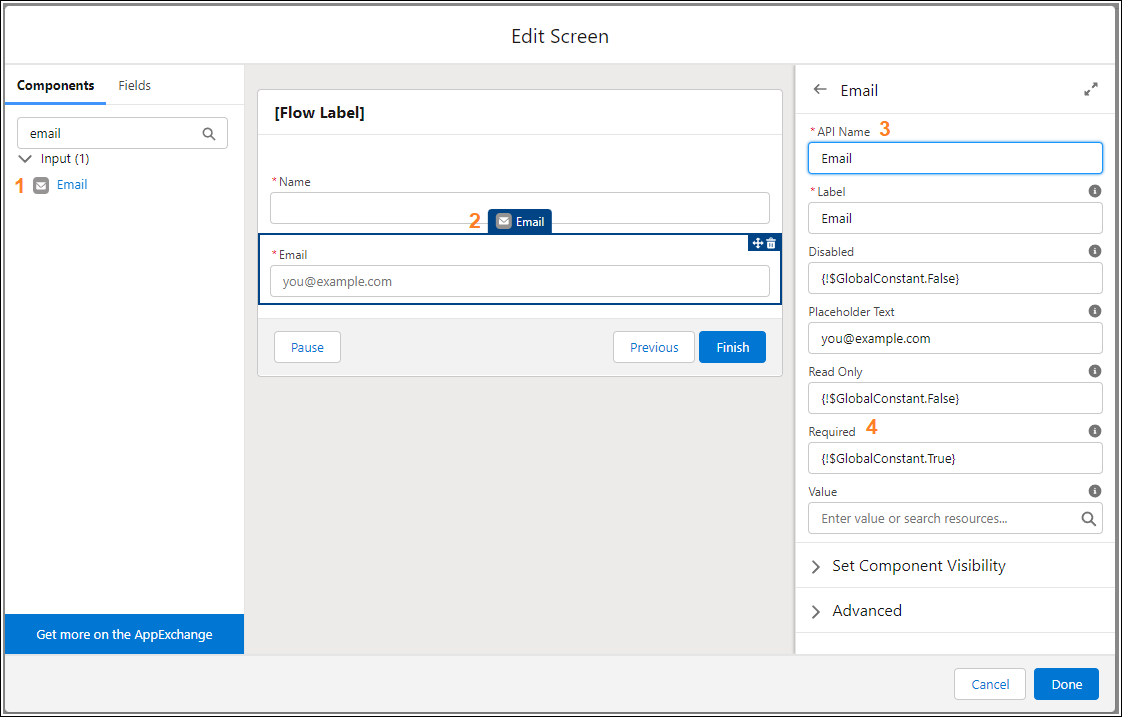 Edit Screen
Components Fields
email
Input (1)
1 Email
Get more on the AppExchange
[Flow Label]
* Name
2 Email
* Email
you@example.com
Pause Previous Finish
Email
* API Name 3
Email
* Label
Email
Disabled
{!$GlobalConstant.False}
Placeholder Text
you@example.com
Read Only
{!$GlobalConstant.False}
Required 4
{!$GlobalConstant.True}
Value
Enter value or search resources...
Set Component Visibility
Advanced
Cancel Done